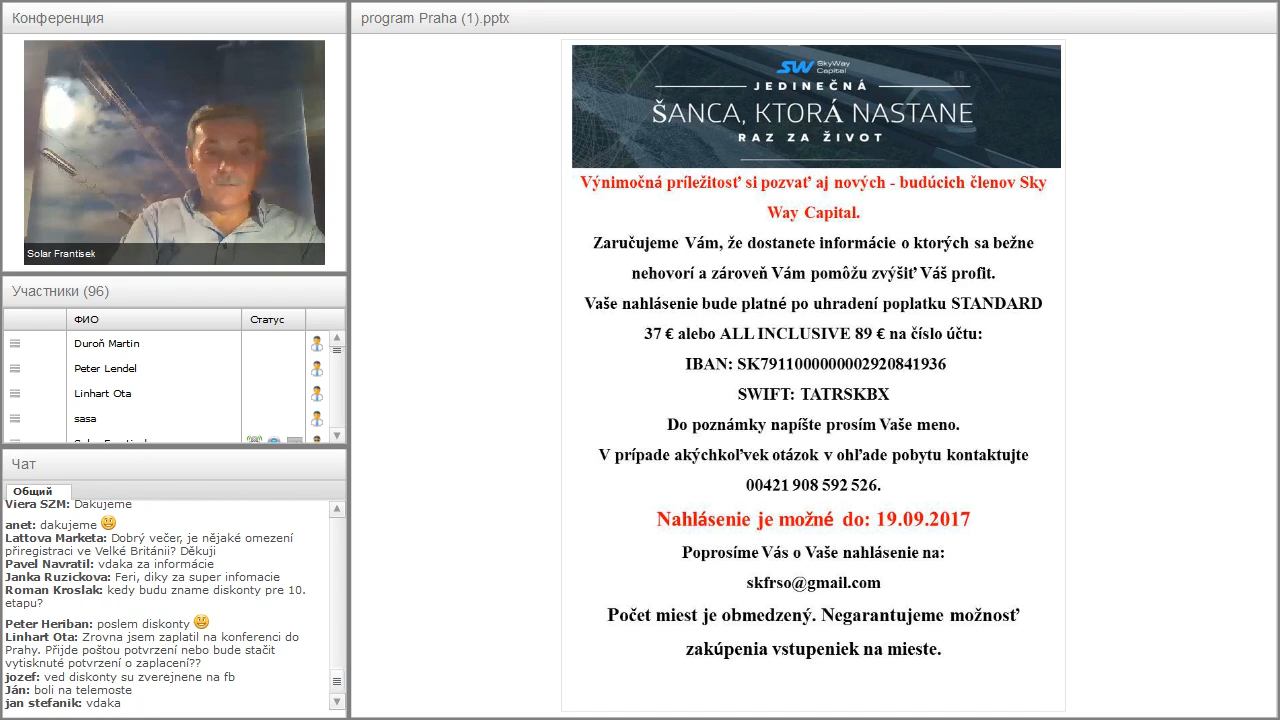 Конференция
Solar Frantisek
Участники (96)
ФИО
Статус
Duroň Martin
Peter Lendel
Linhart Ota
sasa
Чат
Общий
Viera SZM: Dakujeme
anet: dakujeme
Lattova Marketa: Dobrý večer, je nějaké omezení
přiregistraci ve Velké Británii? Děkuji
Pavel Navratil: vdaka za informácie
Janka Ruzickova: Feri, diky za super infomacie
Roman Kroslak: kedy budu zname diskonty pre 10.
etapu?
Peter Heriban: poslem diskonty
Linhart Ota: Zrovna jsem zaplatil na konferenci do
Prahy. Přijde poštou potvrzení nebo bude stačit
vytisknuté potvrzení o zaplacení??
jozef: ved diskonty su zverejnene na fb
Ján: boli na telemoste
jan stefanik: vdaka
program Praha (1).pptx
SW SkyWay
Capital
JEDINEČNÁ
ŠANCA, KTORÁ NASTANE
RAZ ZA ŽIVOT
Výnimočná príležitosť si pozvať aj nových - budúcich členov Sky
Way Capital.
Zaručujeme Vám, že dostanete informácie o ktorých sa bežne
nehovorí a zároveň Vám pomôžu zvýšiť Váš profit.
Vaše nahlásenie bude platné po uhradení poplatku STANDARD
37 € alebo ALL INCLUSIVE 89 € na číslo účtu:
IBAN: SK7911000000002920841936
SWIFT: TATRSKBX
Do poznámky napíšte prosím Vaše meno.
V prípade akýchkoľvek otázok v ohľade pobytu kontaktujte
00421 908 592 526.
Nahlásenie je možné do: 19.09.2017
Poprosíme Vás o Vaše nahlásenie na:
skfrso@gmail.com
Počet miest je obmedzený. Negarantujeme možnosť
zakúpenia vstupeniek na mieste.